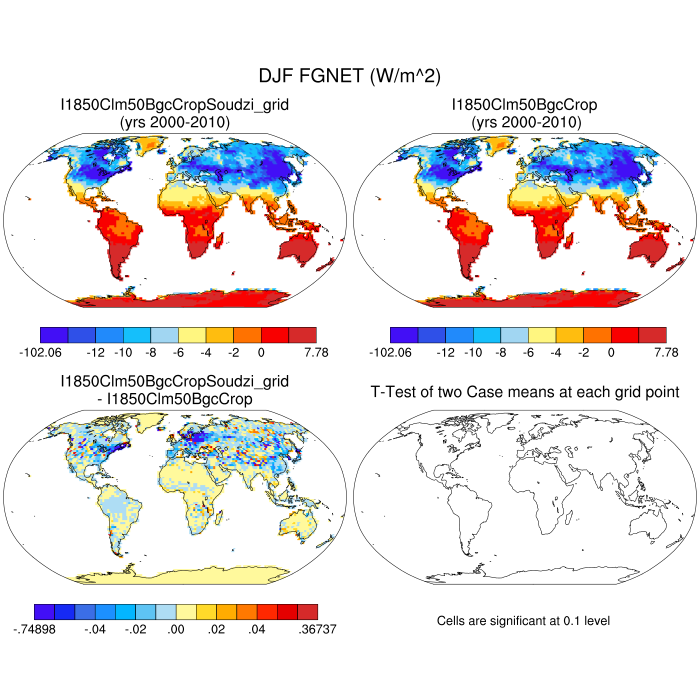 DJF FGNET (W/m^2)
I1850Clm50BgcCropSoudzi_grid
(yrs 2000-2010)
I1850Clm50BgcCrop
(yrs 2000-2010)
-102.06 -12 -10 -8 -6 -4 -2 0 7.78
-102.06 -12 -10 -8 -6 -4 -2 0 7.78
I1850Clm50BgcCropSoudzi_grid
- I1850Clm50BgcCrop
T-Test of two Case means at each grid point
-.74898 -.04 -.02 .00 .02 .04 .36737
Cells are significant at 0.1 level